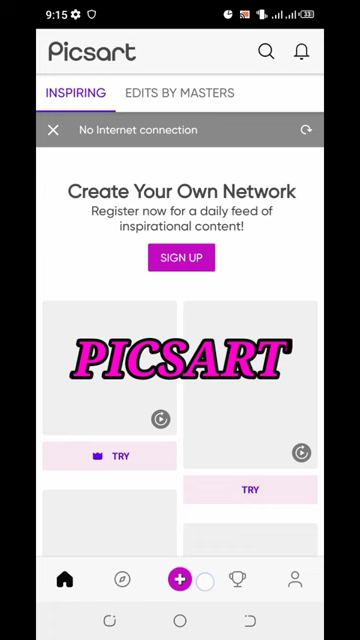 9:15
33
Picsart
INSPIRING EDITS BY MASTERS
No Internet connection
Create Your Own Network
Register now for a daily feed of
inspirational content!
SIGN UP
PICSART
TRY
TRY